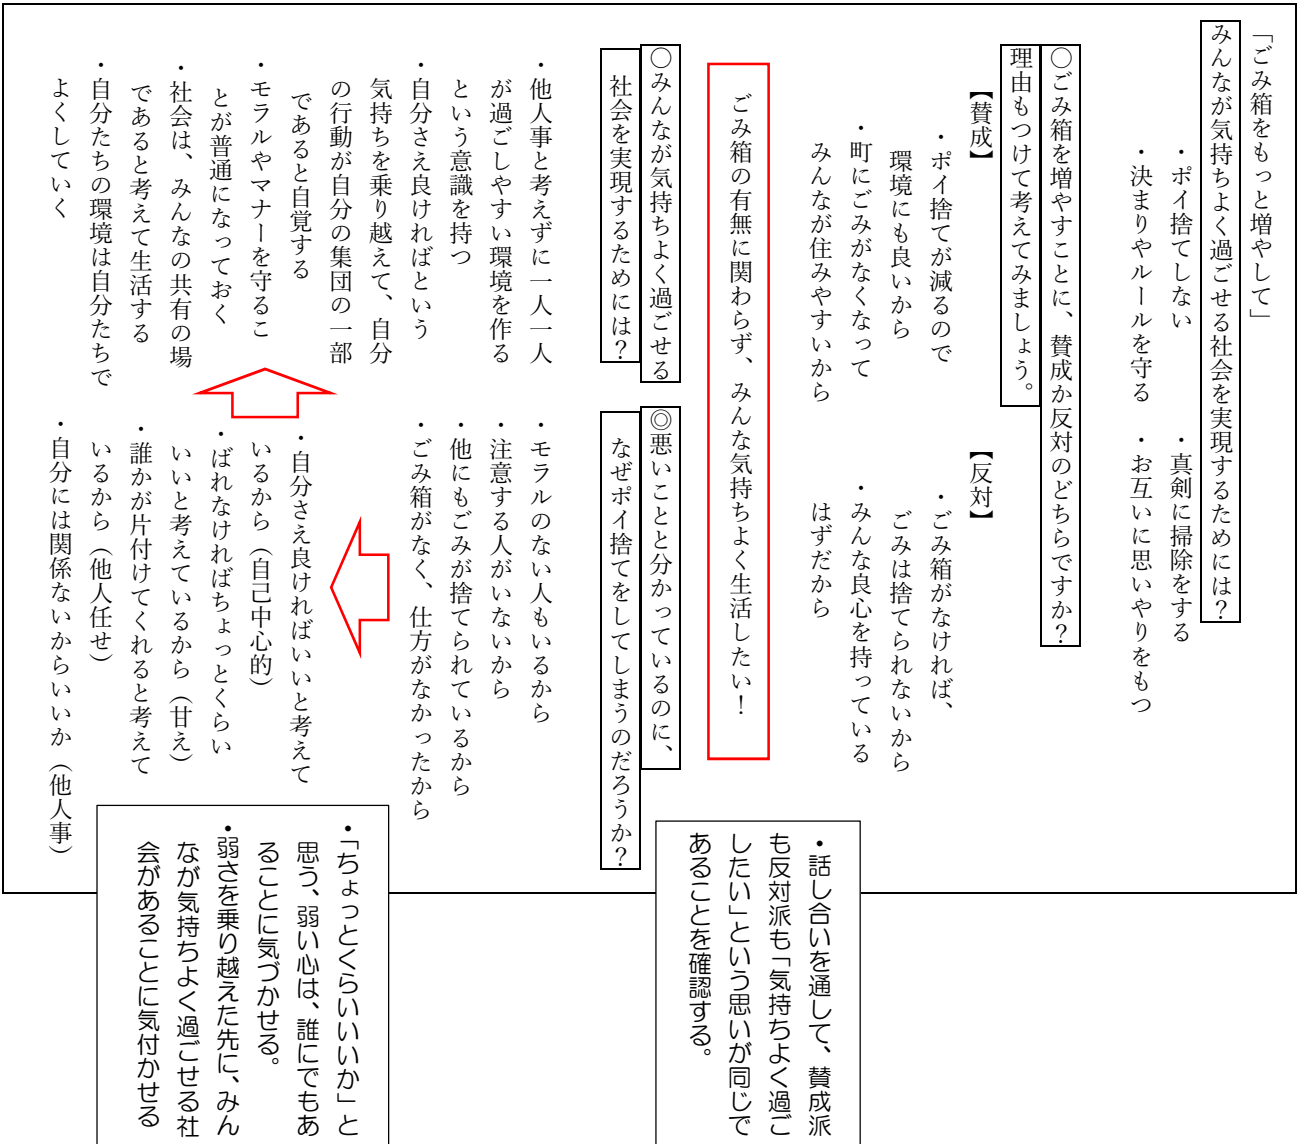 「ごみ箱をもっと増やして」
みんなが気持ちよく過ごせる社会を実現するためには？
・ポイ捨てしない
・真剣に掃除をする
・決まりやルールを守る
・お互いに思いやりをもつ
〇ごみ箱を増やすことに、賛成か反対のどちらですか？
理由もつけて考えてみましょう。
【賛成】
・ポイ捨てが減るので
環境にも良いから
・町にごみがなくなって
みんなが住みやすいから
【反対】
・ごみ箱がなければ、
ごみは捨てられないから
・みんな良心を持っている
はずだから
ごみ箱の有無に関わらず、みんな気持ちよく生活したい！
〇みんなが気持ちよく過ごせる
社会を実現するためには？
・他人事と考えずに一人一人
が過ごしやすい環境を作る
という意識を持つ
・自分さえ良ければという
気持ちを乗り越えて、自分
の行動が自分の集団の一部
であると自覚する
・モラルやマナーを守るこ
とが普通になっておく
・社会は、みんなの共有の場
であると考えて生活する
・自分たちの環境は自分たちで
よくしていく
◎悪いことと分かっているのに、
なぜポイ捨てをしてしまうのだろうか？
・モラルのない人もいるから
・注意する人がいないから
・他にもごみが捨てられているから
・ごみ箱がなく、仕方がなかったから
・自分さえ良ければいいと考えて
いるから（自己中心的）
・ばれなければちょっとくらい
いいと考えているから（甘え）
・誰かが片付けてくれると考えて
いるから（他人任せ）
・自分には関係ないからいいか（他人事）
・話し合いを通して、賛成派
も反対派も「気持ちよく過ご
したい」という思いが同じで
あることを確認する。
・「ちょっとくらいいいか」と
思う、弱い心は、誰にでもあ
ることに気づかせる。
・弱さを乗り越えた先に、みん
なが気持ちよく過ごせる社
会があることに気付かせる